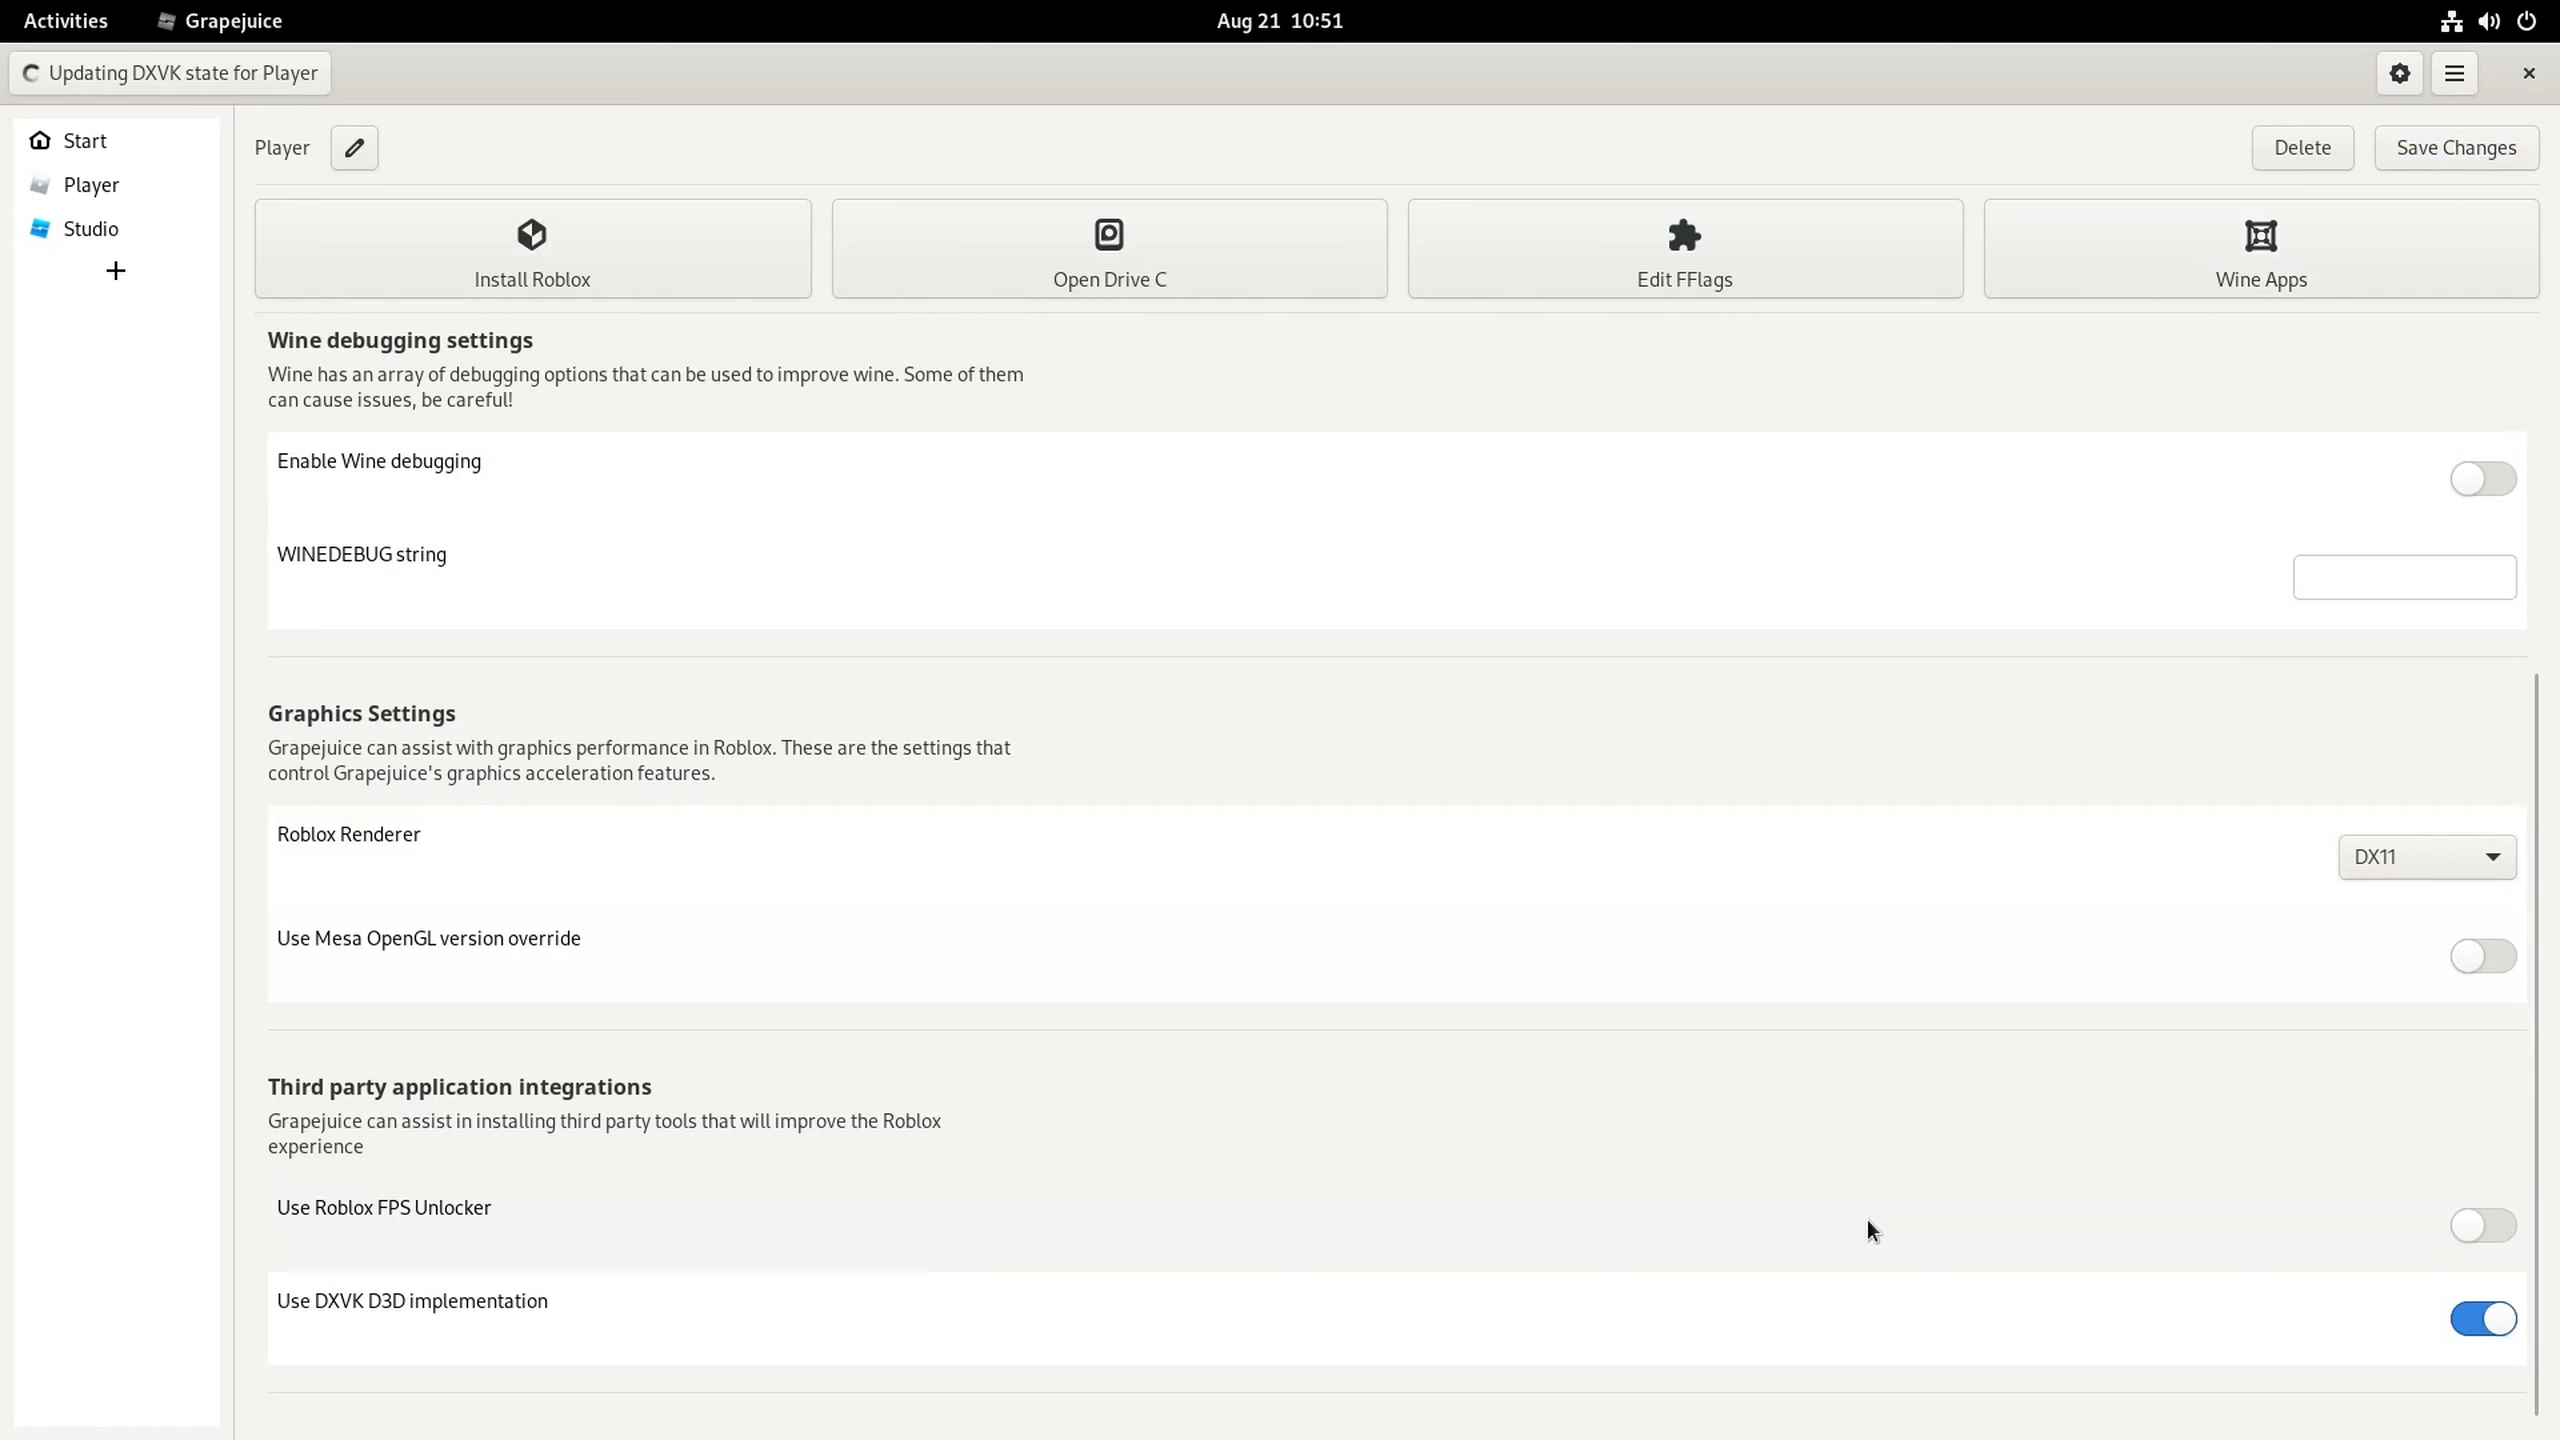 Activities
Grapejuice
Aug 21 10:51
Updating DXVK state for Player
Start
Player
Studio
Player
Delete
Save Changes
Install Roblox
Open Drive C
Edit FFlags
Wine Apps
Wine debugging settings
Wine has an array of debugging options that can be used to improve wine. Some of them
can cause issues, be careful!
Enable Wine debugging
WINEDEBUG string
Graphics Settings
Grapejuice can assist with graphics performance in Roblox. These are the settings that
control Grapejuice's graphics acceleration features.
Roblox Renderer
DX11
Use Mesa OpenGL version override
Third party application integrations
Grapejuice can assist in installing third party tools that will improve the Roblox
experience
Use Roblox FPS Unlocker
Use DXVK D3D implementation